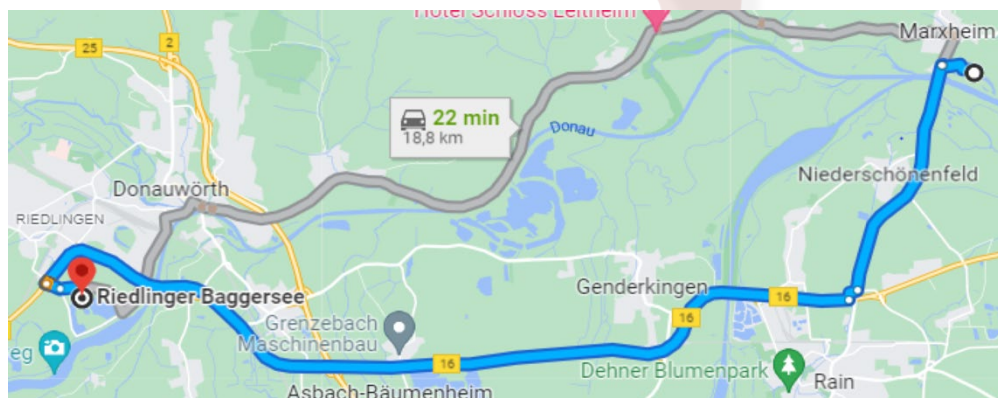 Hotel Schloss Leitheim
Marxheim
25
2
22 min
18,8 km
Donau
Niederschönenfeld
Donauwörth
RIEDLINGEN
Riedlinger Baggersee
Genderkingen
16
Grenzebach
Maschinenbau
16
eg
16
Dehner Blumenpark
Rain
Asbach-Bäumenheim